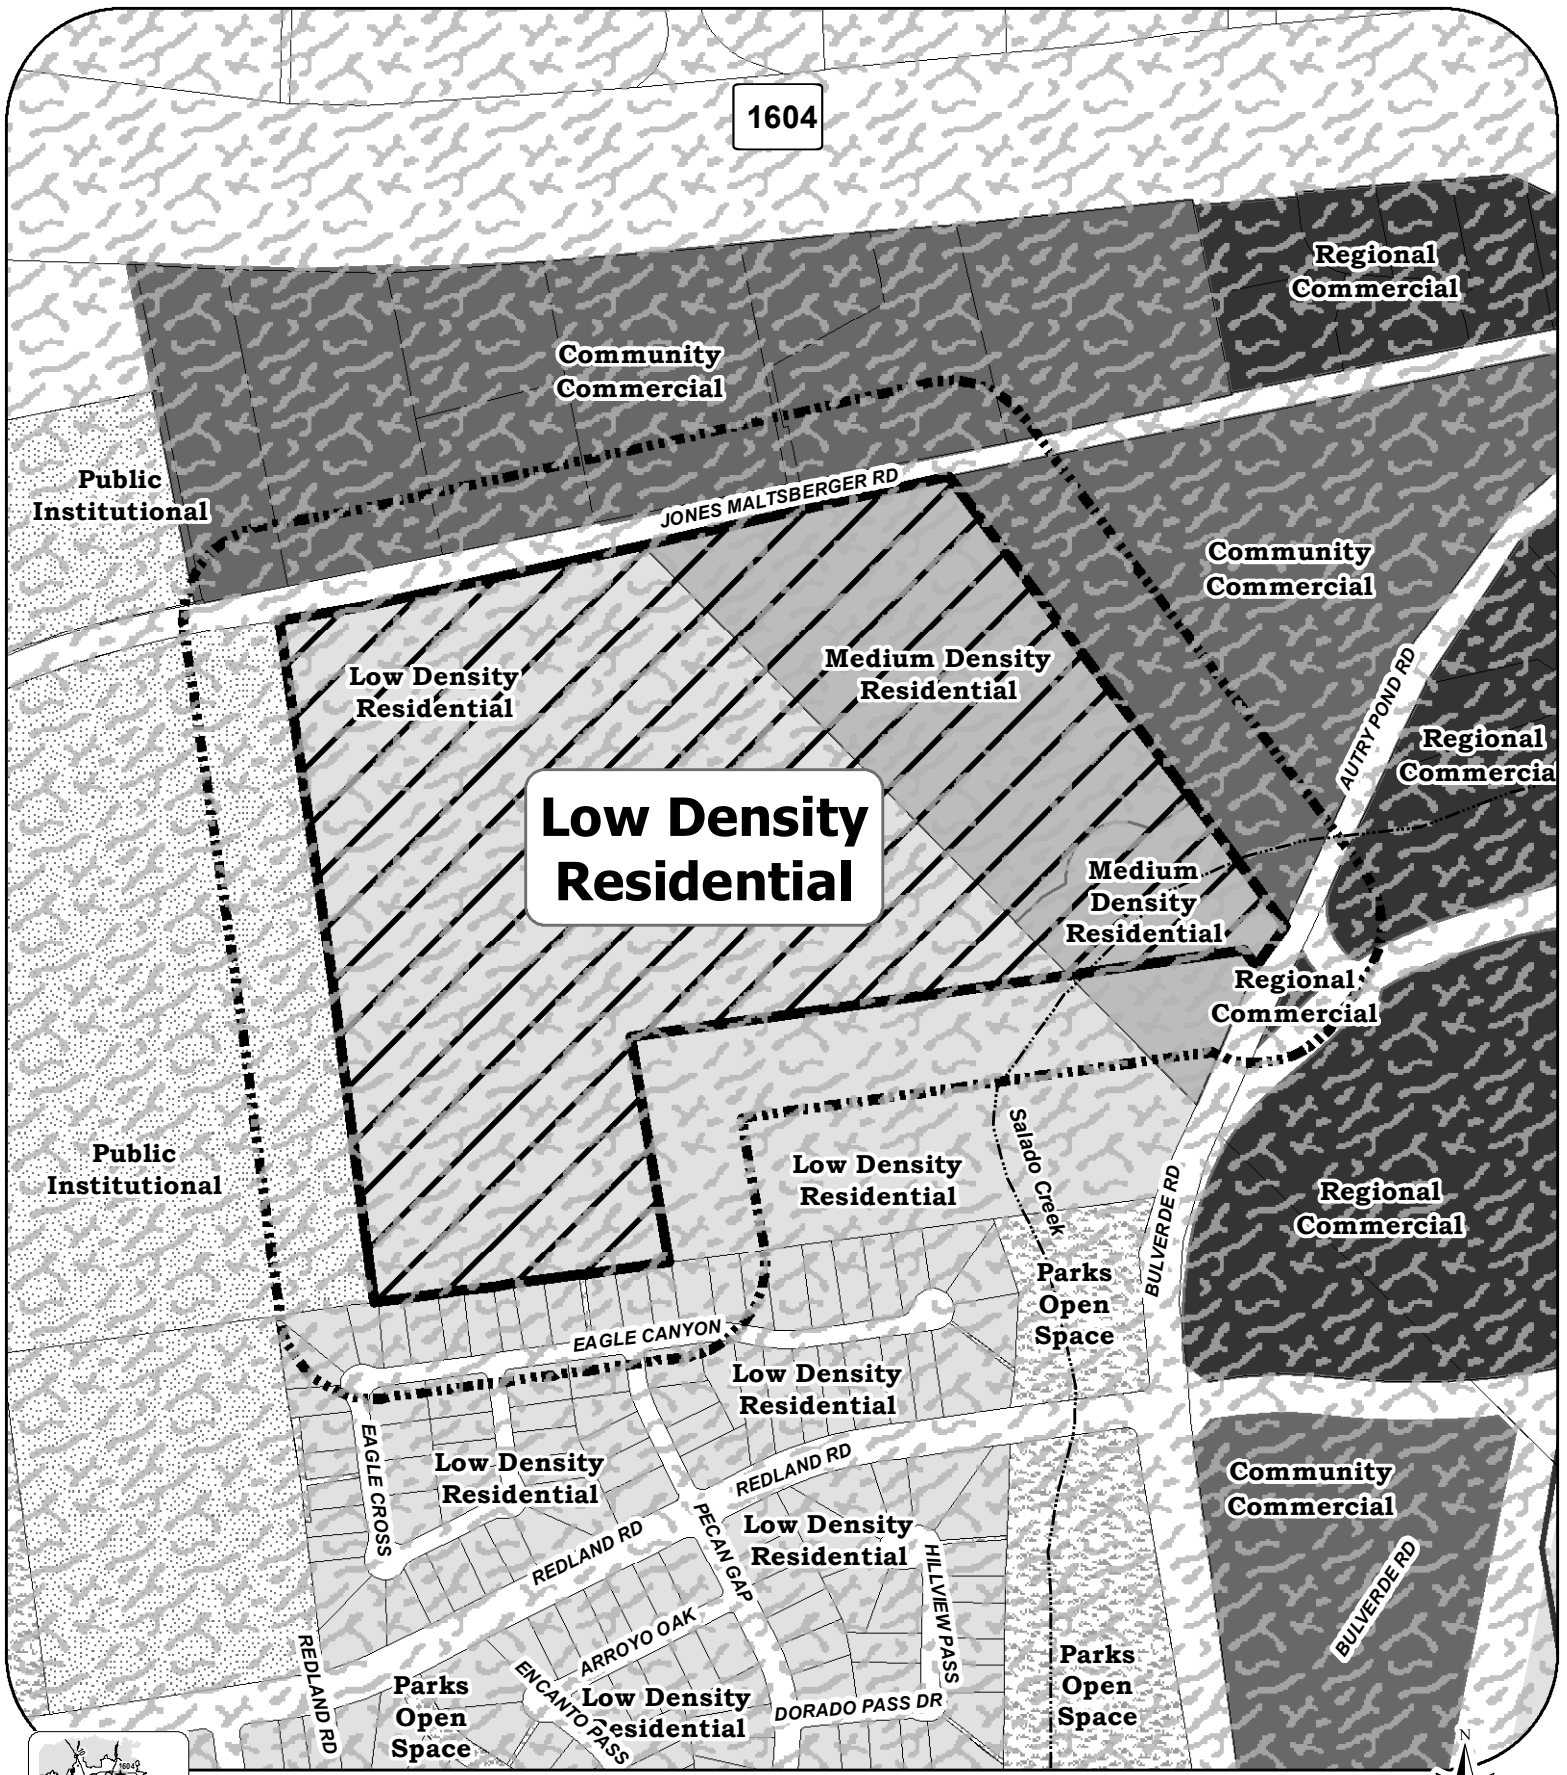 1604
Regional
Commercial
Community
Commercial
Public
Institutional
JONES MALTSBERGER RD
Community
Commercial
Low Density
Residential
Medium Density
Residential
AUTRY POND RD
Regional
Commercia
Low Density
Residential
Medium
Density
Residential
Regional
Commercial
Salado Creek
Public
Institutional
Low Density
Residential
BULVERDE RD
Regional
Commercial
Parks
Open
Space
EAGLE CANYON
Low Density
Residential
EAGLE CROSS
Low Density
Residential
REDLAND RD
Community
Commercial
PECAN GAP
Low Density
Residential
REDLAND RD
HILLVIEW PASS
BULVERDE RD
ARROYO OAK
REDLAND RD
Parks
Open
Space
ENCANTO PASS
Low Density
Residential
DORADO PASS DR
Parks
Open
Space
N
1604